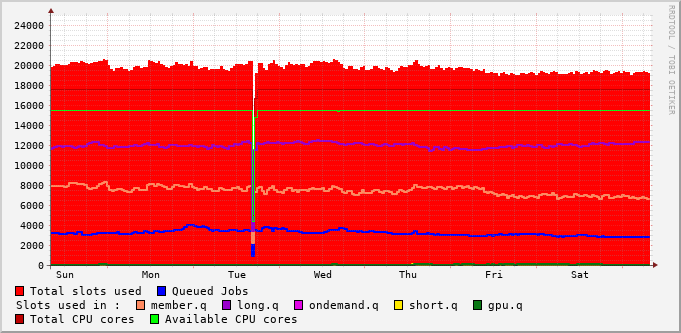 RRDTOOL / TOBI OETIKER
24000
22000
20000
18000
16000
14000
12000
10000
8000
6000
4000
2000
0
Sun Mon Tue Wed Thu Fri Sat
Total slots used Queued Jobs
Slots used in : member.q long.q ondemand.q short.q gpu.q
Total CPU cores Available CPU cores